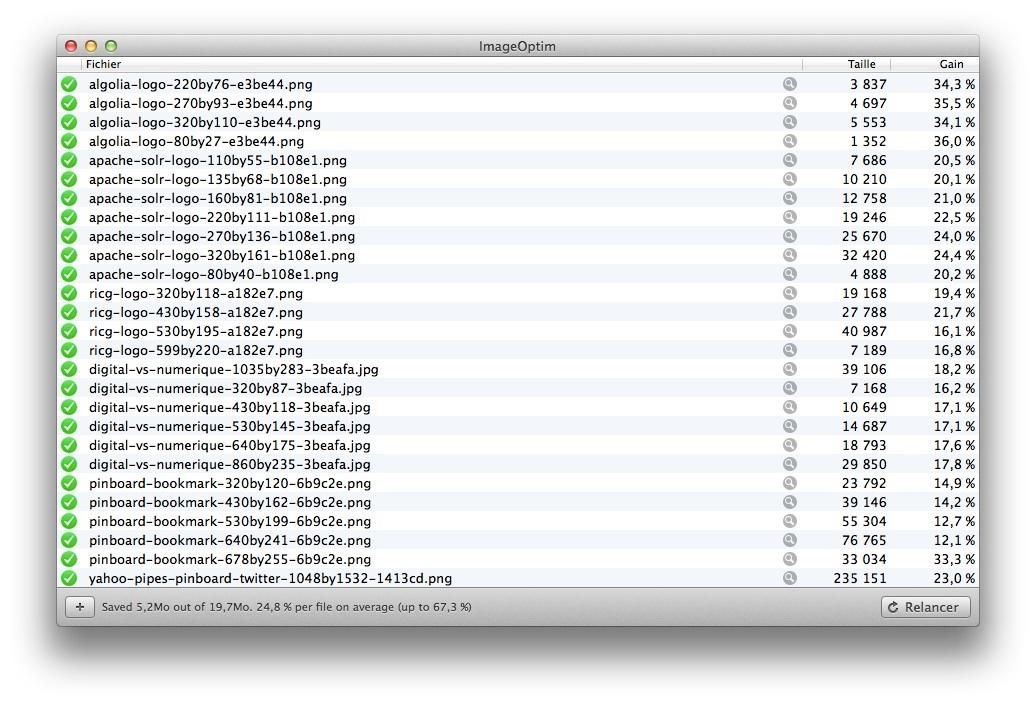 ImageOptim
Fichier Taille Gain
algolia-logo-220by76-e3be44.png 3 837 34,3 %
algolia-logo-270by93-e3be44.png 4 697 35,5 %
algolia-logo-320by110-e3be44.png 5 553 34,1 %
algolia-logo-80by27-e3be44.png 1 352 36,0 %
apache-solr-logo-110by55-b108e1.png 7 686 20,5 %
apache-solr-logo-135by68-b108e1.png 10 210 20,1 %
apache-solr-logo-160by81-b108e1.png 12 758 21,0 %
apache-solr-logo-220by111-b108e1.png 19 246 22,5 %
apache-solr-logo-270by136-b108e1.png 25 670 24,0 %
apache-solr-logo-320by161-b108e1.png 32 420 24,4 %
apache-solr-logo-80by40-b108e1.png 4 888 20,2 %
ricg-logo-320by118-a182e7.png 19 168 19,4 %
ricg-logo-430by158-a182e7.png 27 788 21,7 %
ricg-logo-530by195-a182e7.png 40 987 16,1 %
ricg-logo-599by220-a182e7.png 7 189 16,8 %
digital-vs-numerique-1035by283-3beafa.jpg 39 106 18,2 %
digital-vs-numerique-320by87-3beafa.jpg 7 168 16,2 %
digital-vs-numerique-430by118-3beafa.jpg 10 649 17,1 %
digital-vs-numerique-530by145-3beafa.jpg 14 687 17,1 %
digital-vs-numerique-640by175-3beafa.jpg 18 793 17,6 %
digital-vs-numerique-860by235-3beafa.jpg 29 850 17,8 %
pinboard-bookmark-320by120-6b9c2e.png 23 792 14,9 %
pinboard-bookmark-430by162-6b9c2e.png 39 146 14,2 %
pinboard-bookmark-530by199-6b9c2e.png 55 304 12,7 %
pinboard-bookmark-640by241-6b9c2e.png 76 765 12,1 %
pinboard-bookmark-678by255-6b9c2e.png 33 034 33,3 %
yahoo-pipes-pinboard-twitter-1048by1532-1413cd.png 235 151 23,0 %
+ Saved 5,2Mo out of 19,7Mo. 24,8 % per file on average (up to 67,3 %) Relancer